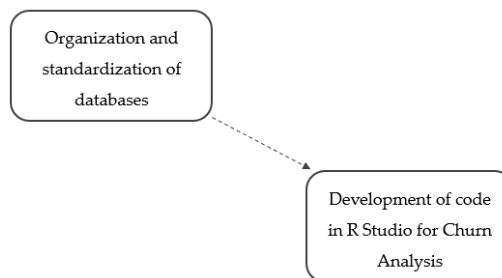 Organization and
standardization of
databases
Development of code
in R Studio for Churn
Analysis